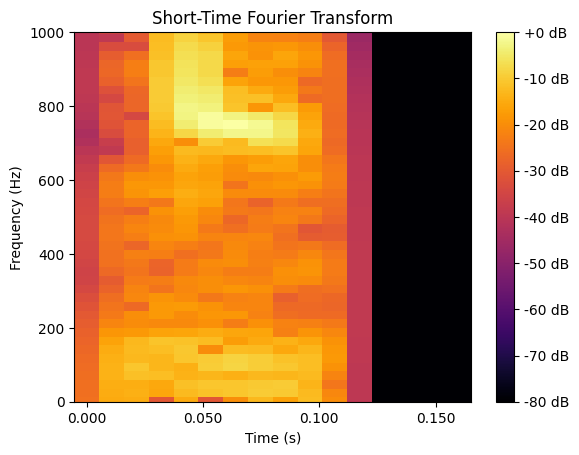 Short-Time Fourier Transform
Frequency (Hz)
1000
800
600
400
200
0
0.000
0.050
0.100
0.150
Time (s)
+0 dB
-10 dB
-20 dB
-30 dB
-40 dB
-50 dB
-60 dB
-70 dB
-80 dB